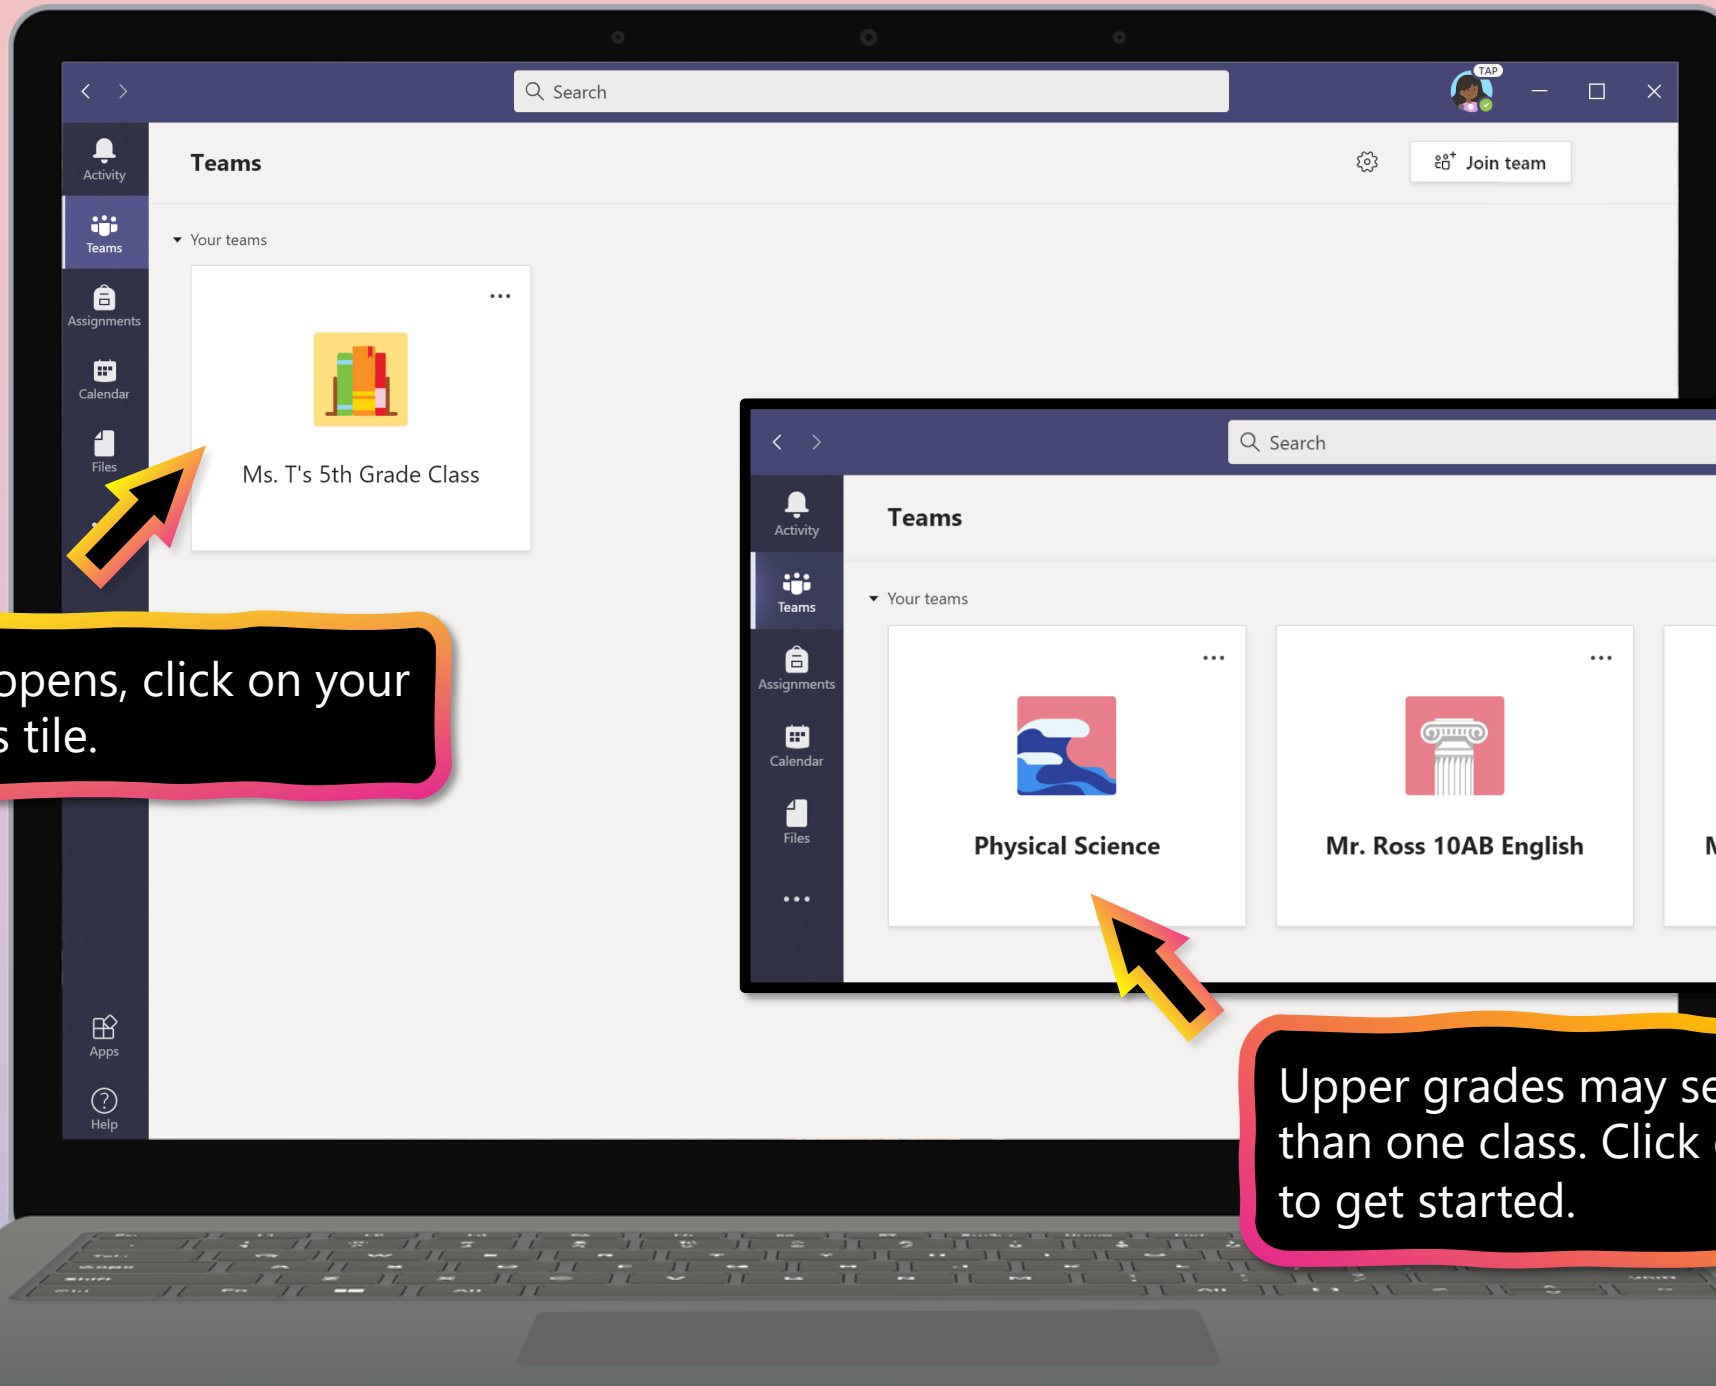 Search
TAP
Activity
Teams
Join team
Teams
Your teams
Assignments
Calendar
Files
Ms. T's 5th Grade Class
opens, click on your
tile.
Apps
Help
Search
Activity
Teams
Teams
Your teams
Assignments
Calendar
Files
Physical Science
Mr. Ross 10AB English
Upper grades may
than one class. Click
to get started.